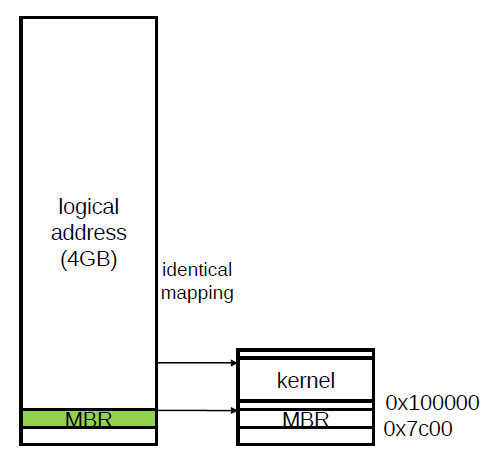 logical
address
(4GB)
identical
mapping
kernel
0x100000
MBR
MBR
0x7c00